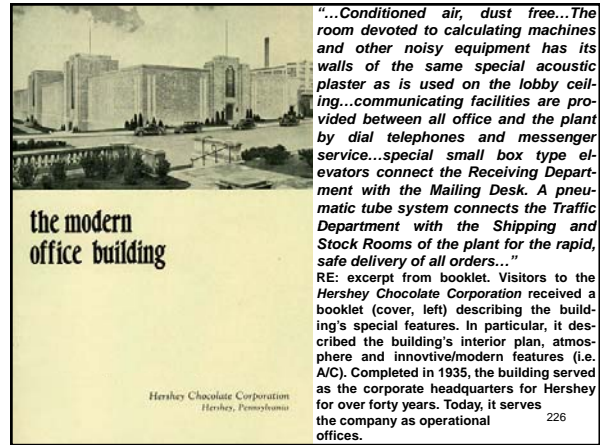 the modern
office building
Hershey Chocolate Corporation
Hershey, Pennsylvania
“…Conditioned air, dust free…The
room devoted to calculating machines
and other noisy equipment has its
walls of the same special acoustic
plaster as is used on the lobby ceil-
ing…communicating facilities are pro-
vided between all office and the plant
by dial telephones and messenger
service…special small box type el-
evators connect the Receiving Depart-
ment with the Mailing Desk. A pneu-
matic tube system connects the Traffic
Department with the Shipping and
Stock Rooms of the plant for the rapid,
safe delivery of all orders…”
RE: excerpt from booklet. Visitors to the
Hershey Chocolate Corporation received a
booklet (cover, left) describing the build-
ing’s special features. In particular, it des-
cribed the building’s interior plan, atmos-
phere and innovtive/modern features (i.e.
A/C). Completed in 1935, the building served
as the corporate headquarters for Hershey
for over forty years. Today, it serves
the company as operational
offices.
226